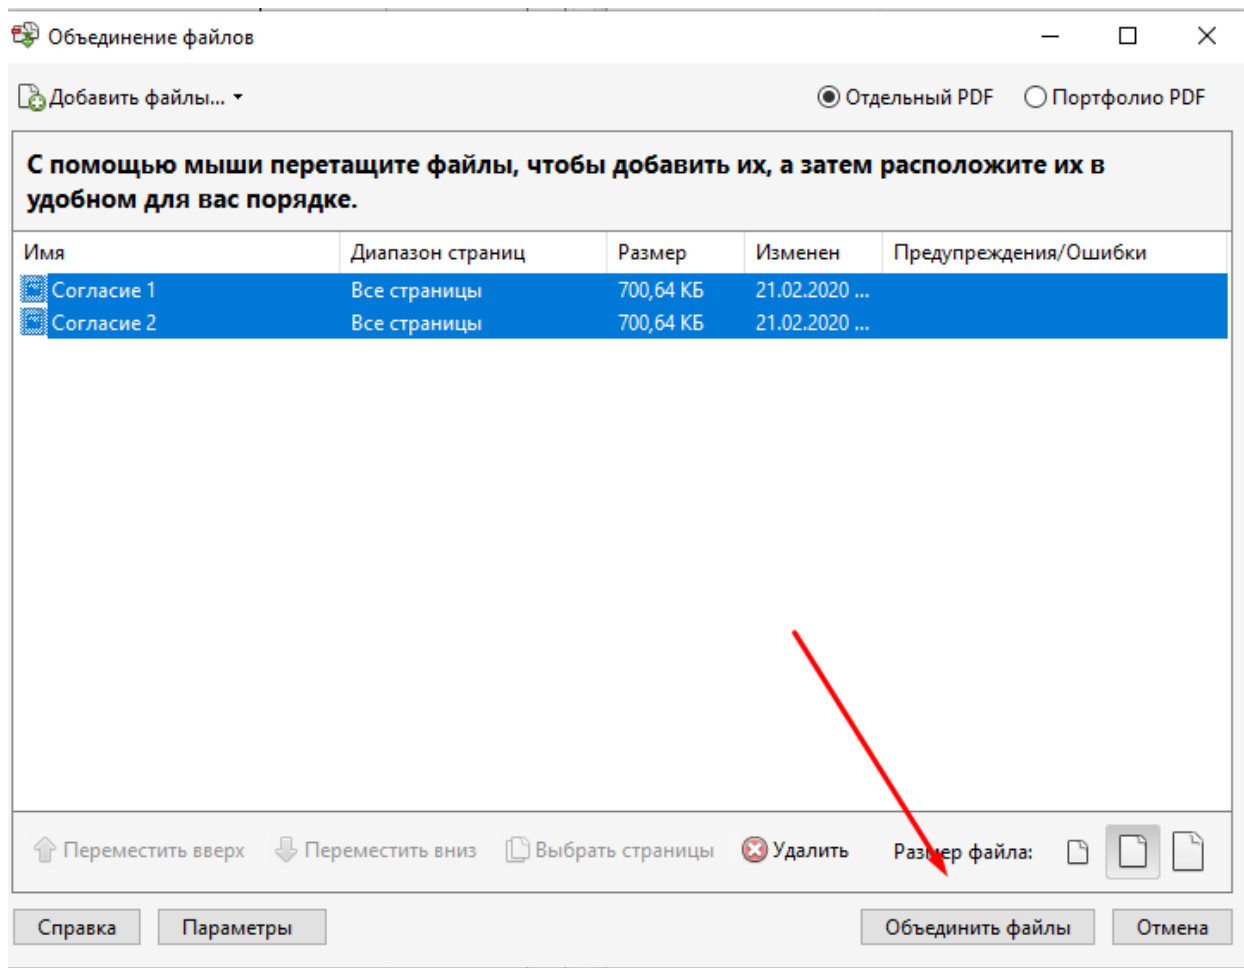 Объединение файлов
Добавить файлы...
Отдельный PDF Портфолио PDF
С помощью мыши перетащите файлы, чтобы добавить их, а затем расположите их в
удобном для вас порядке.
Имя Диапазон страниц Размер Изменен Предупреждения/Ошибки
Согласие 1 Все страницы 700,64 КБ 21.02.2020 ...
Согласие 2 Все страницы 700,64 КБ 21.02.2020 ...
Переместить вверх Переместить вниз Выбрать страницы Удалить Размер файла:
Справка Параметры Объединить файлы Отмена